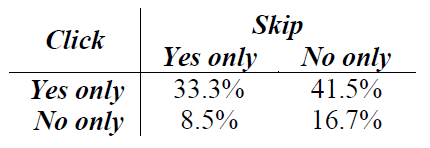 Click Skip
Yes only No only
Yes only 33.3% 41.5%
No only 8.5% 16.7%